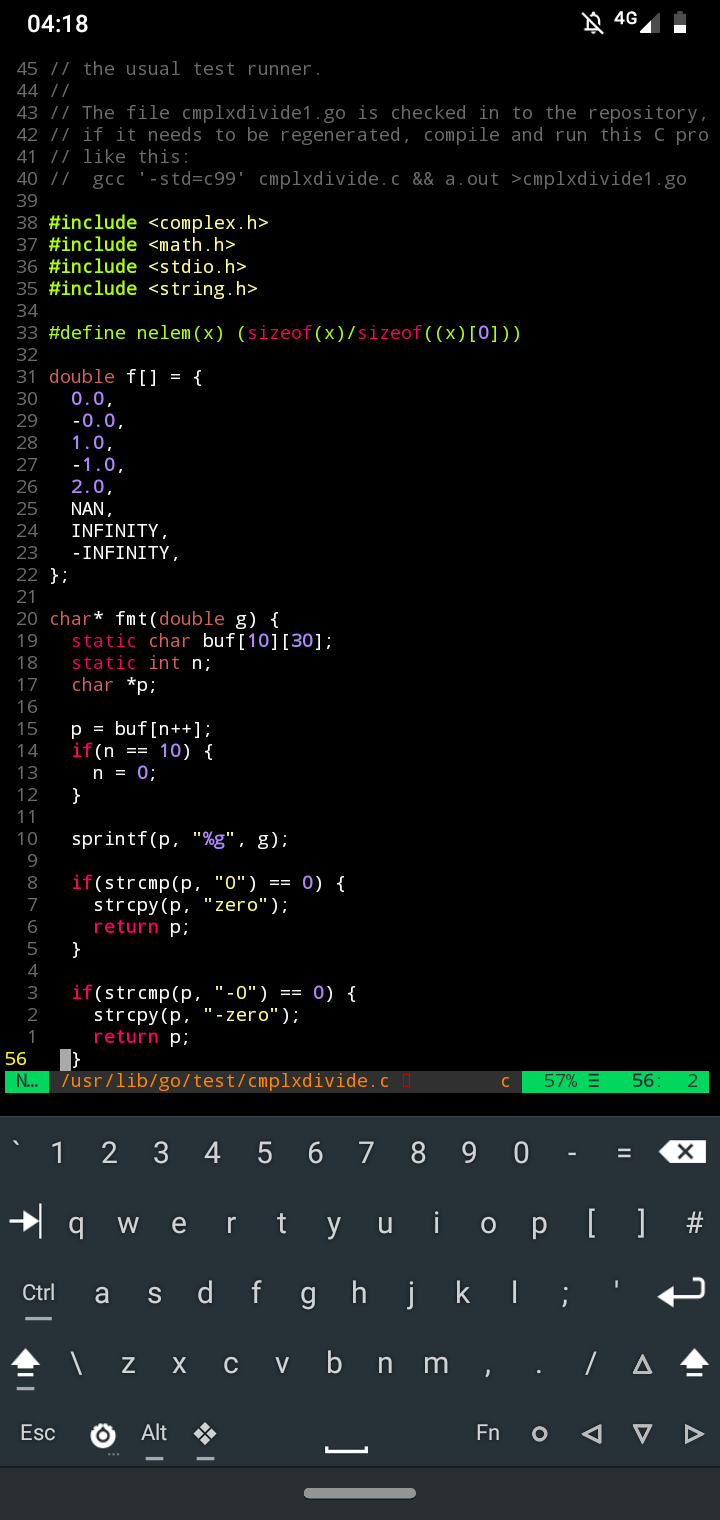 04:18 4G
45 // the usual test runner.
44 //
43 // The file cmplxdivide1.go is checked in to the repository,
42 // if it needs to be regenerated, compile and run this C pro
41 // like this:
40 //  gcc '-std=c99' cmplxdivide.c && a.out >cmplxdivide1.go
39
38 #include <complex.h>
37 #include <math.h>
36 #include <stdio.h>
35 #include <string.h>
34
33 #define nelem(x) (sizeof(x)/sizeof((x)[0]))
32
31 double f[] = {
30   0.0,
29   -0.0,
28   1.0,
27   -1.0,
26   2.0,
25   NAN,
24   INFINITY,
23   -INFINITY,
22 };
21
20 char* fmt(double g) {
19   static char buf[10][30];
18   static int n;
17   char *p;
16
15   p = buf[n++];
14   if(n == 10) {
13     n = 0;
12   }
11
10   sprintf(p, "%g", g);
9
8   if(strcmp(p, "0") == 0) {
7     strcpy(p, "zero");
6     return p;
5   }
4
3   if(strcmp(p, "-0") == 0) {
2     strcpy(p, "-zero");
1     return p;
56   }
N… /usr/lib/go/test/cmplxdivide.c c 57% ☰ 56: 2
` 1 2 3 4 5 6 7 8 9 0 - =
q w e r t y u i o p [ ] #
Ctrl a s d f g h j k l ; '
\ z x c v b n m , . /
Esc Alt Fn